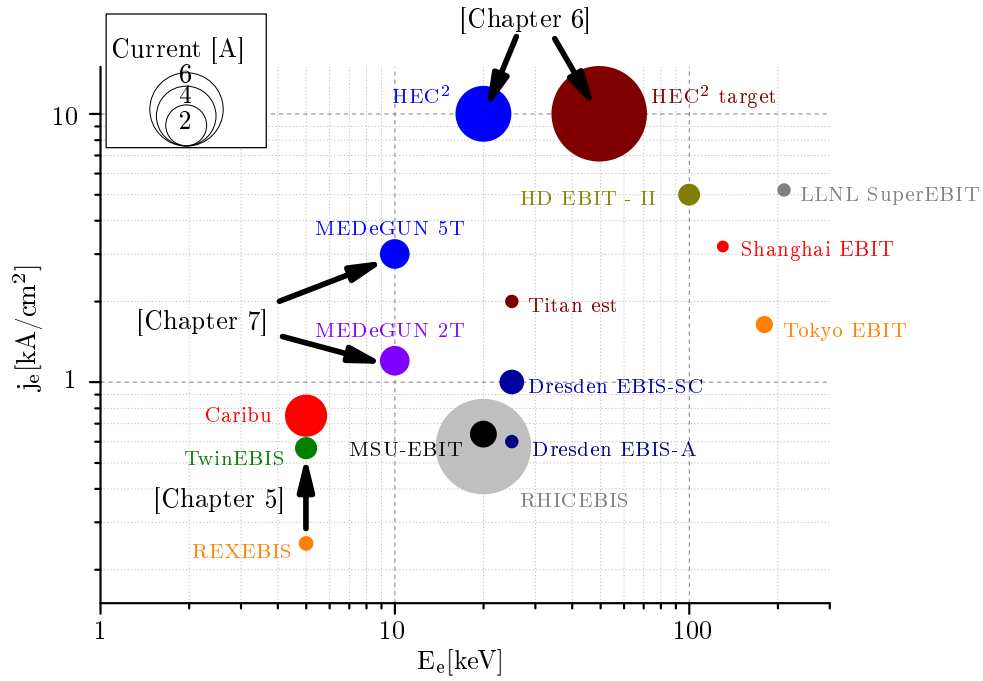 [Chapter 6]
Current [A]
6
4
2
HEC²
HEC² target
10
HD EBIT - II
LLNL SuperEBIT
MEDeGUN 5T
Shanghai EBIT
[Chapter 7]
Titan est
MEDeGUN 2T
Tokyo EBIT
jₑ[kA/cm²]
1
Dresden EBIS-SC
Caribu
MSU-EBIT
Dresden EBIS-A
TwinEBIS
[Chapter 5]
RHICEBIS
REXEBIS
1
10
100
Eₑ[keV]